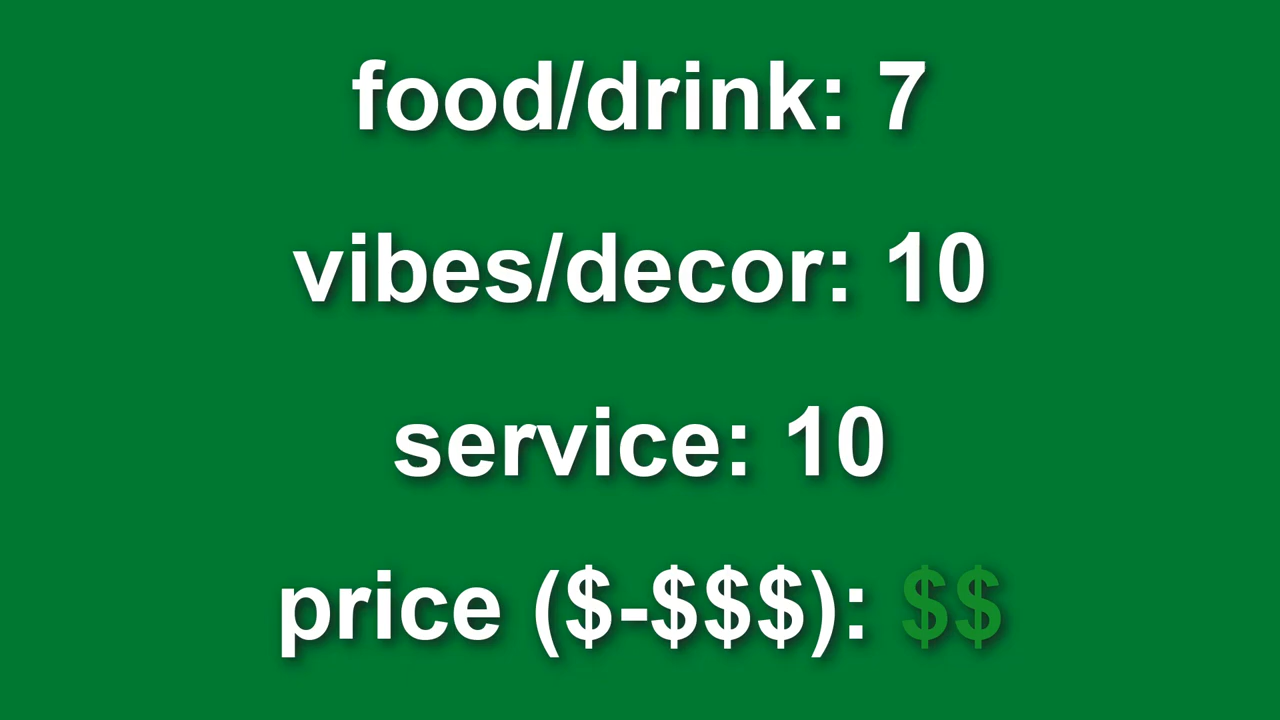 food/drink: 7
vibes/decor: 10
service: 10
price ($-$$$): $$